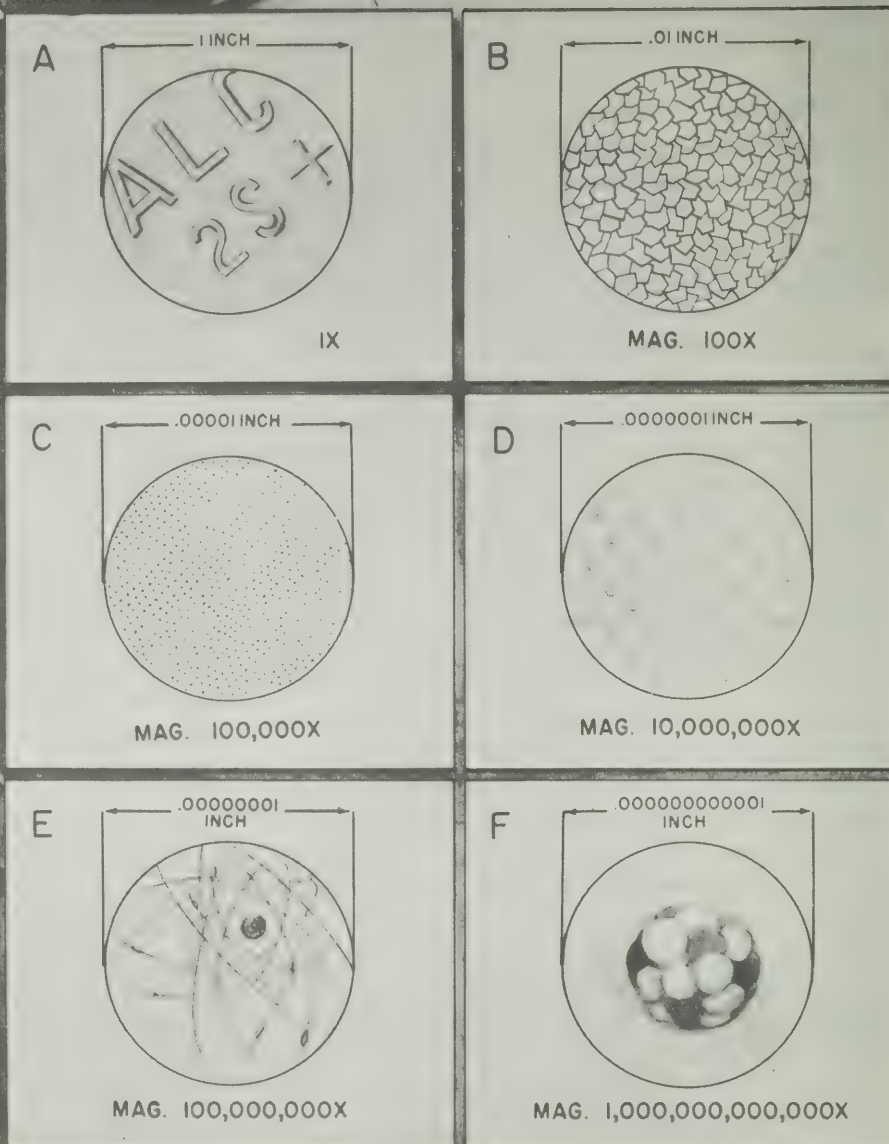 A
1 INCH
ALC
2S
+
1X
B
.01 INCH
MAG. 100X
C
.00001 INCH
MAG. 100,000X
D
.0000001 INCH
MAG. 10,000,000X
E
.00000001
INCH
MAG. 100,000,000X
F
.000000000001
INCH
MAG. 1,000,000,000,000X